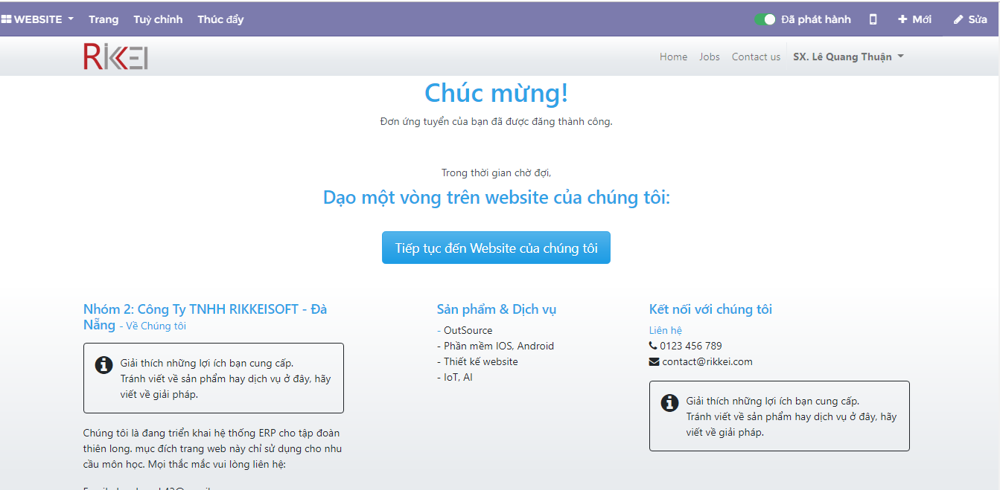 WEBSITE Trang Tuỳ chỉnh Thúc đẩy Đã phát hành Mới Sửa
RIKKEI Home Jobs Contact us SX. Lê Quang Thuận
Chúc mừng!
Đơn ứng tuyển của bạn đã được đăng thành công.
Trong thời gian chờ đợi,
Dạo một vòng trên website của chúng tôi:
Tiếp tục đến Website của chúng tôi
Nhóm 2: Công Ty TNHH RIKKEISOFT - Đà
Nẵng - Về Chúng tôi
Giải thích những lợi ích bạn cung cấp.
Tránh viết về sản phẩm hay dịch vụ ở đây, hãy
viết về giải pháp.
Chúng tôi là đang triển khai hệ thống ERP cho tập đoàn
thiên long. mục đích trang web này chỉ sử dụng cho nhu
cầu môn học. Mọi thắc mắc vui lòng liên hệ:
Sản phẩm & Dịch vụ
- OutSource
- Phần mềm IOS, Android
- Thiết kế website
- IoT, AI
Kết nối với chúng tôi
Liên hệ
0123 456 789
contact@rikkei.com
Giải thích những lợi ích bạn cung cấp.
Tránh viết về sản phẩm hay dịch vụ ở đây, hãy
viết về giải pháp.